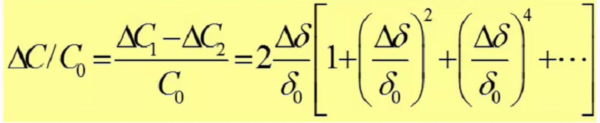 ΔC/C₀ = (ΔC₁−ΔC₂)/C₀ = 2 Δδ/δ₀ [1+(Δδ/δ₀)²+(Δδ/δ₀)⁴+⋯]